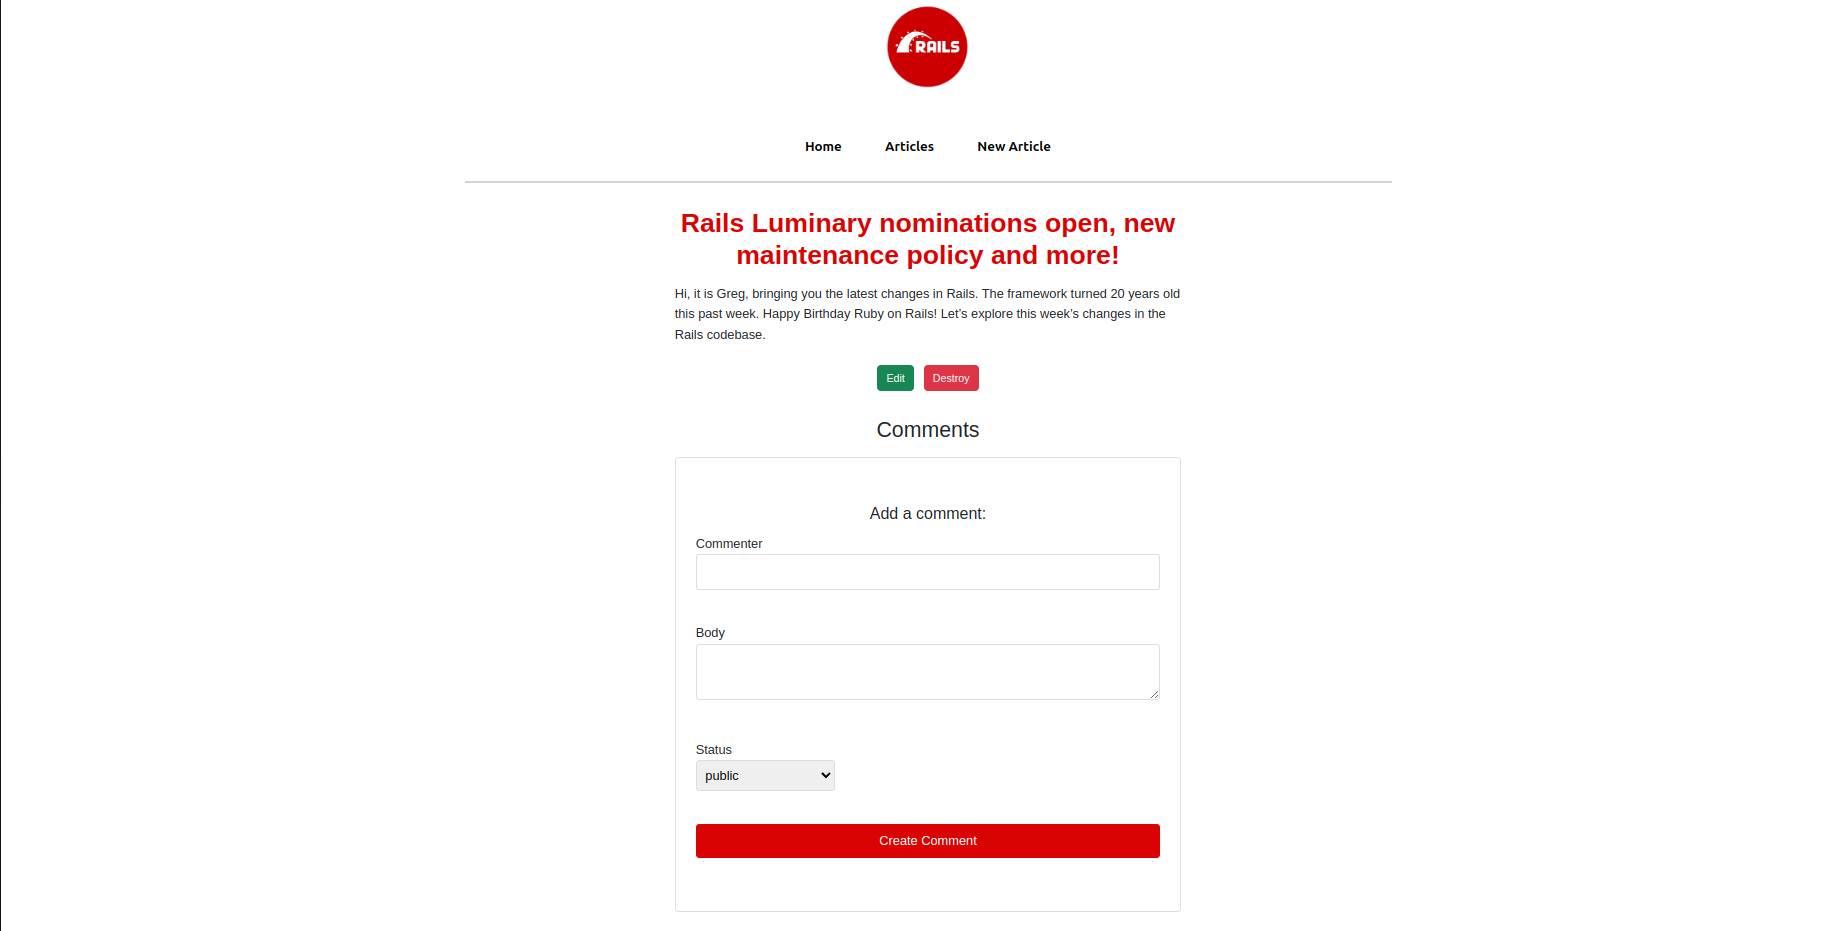 RAILS
Home Articles New Article
Rails Luminary nominations open, new
maintenance policy and more!
Hi, it is Greg, bringing you the latest changes in Rails. The framework turned 20 years old
this past week. Happy Birthday Ruby on Rails! Let’s explore this week’s changes in the
Rails codebase.
Edit Destroy
Comments
Add a comment:
Commenter
Body
Status
public
Create Comment